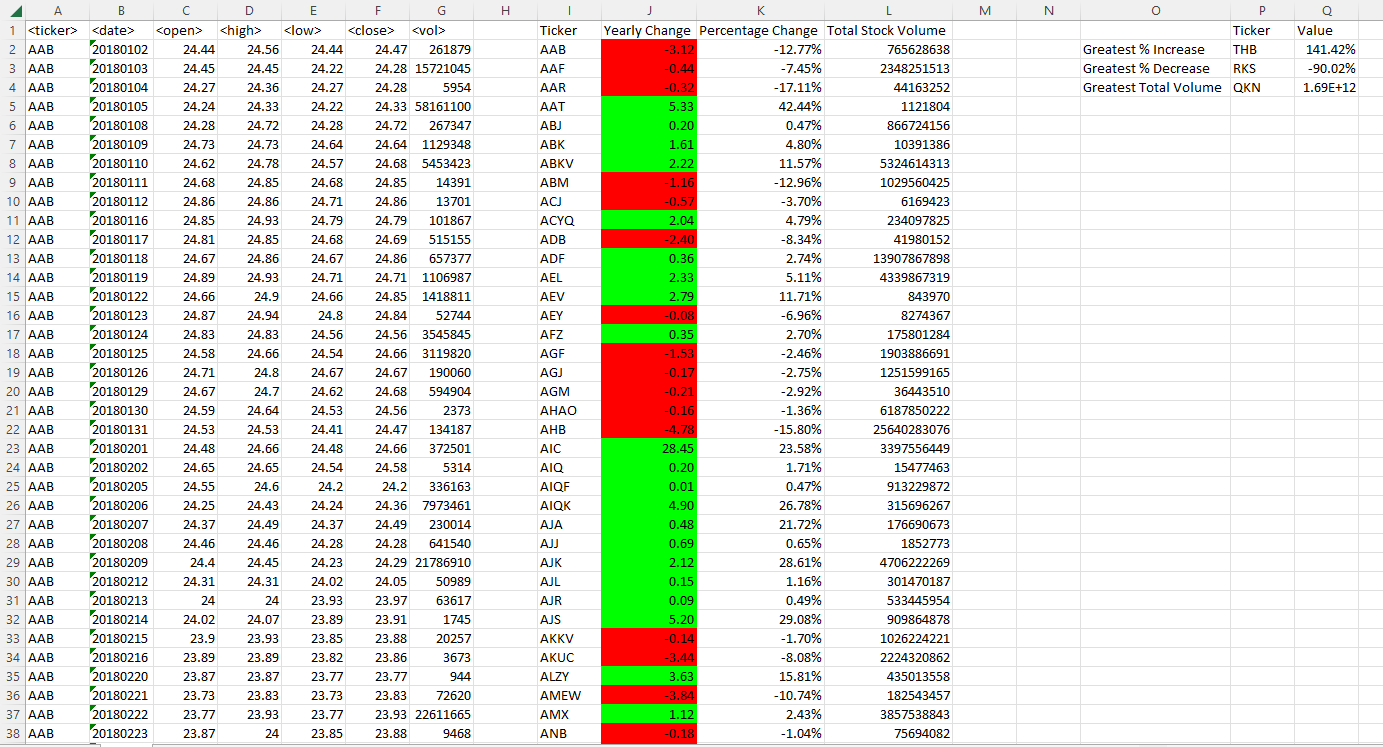 A B C D E F G H I J K L M N O P Q
1 <ticker> <date> <open> <high> <low> <close> <vol> Ticker Yearly Change Percentage Change Total Stock Volume Ticker Value
2 AAB 20180102 24.44 24.56 24.44 24.47 261879 AAB -3.12 -12.77% 765628638 Greatest % Increase THB 141.42%
3 AAB 20180103 24.45 24.45 24.22 24.28 15721045 AAF -0.44 -7.45% 2348251513 Greatest % Decrease RKS -90.02%
4 AAB 20180104 24.27 24.36 24.27 24.28 5954 AAR -0.32 -17.11% 44163252 Greatest Total Volume QKN 1.69E+12
5 AAB 20180105 24.24 24.33 24.22 24.33 58161100 AAT 5.33 42.44% 1121804
6 AAB 20180108 24.28 24.72 24.28 24.72 267347 ABJ 0.20 0.47% 866724156
7 AAB 20180109 24.73 24.73 24.64 24.64 1129348 ABK 1.61 4.80% 10391386
8 AAB 20180110 24.62 24.78 24.57 24.68 5453423 ABKV 2.22 11.57% 5324614313
9 AAB 20180111 24.68 24.85 24.68 24.85 14391 ABM -1.16 -12.96% 1029560425
10 AAB 20180112 24.86 24.86 24.71 24.86 13701 ACJ -0.57 -3.70% 6169423
11 AAB 20180116 24.85 24.93 24.79 24.79 101867 ACYQ 2.04 4.79% 234097825
12 AAB 20180117 24.81 24.85 24.68 24.69 515155 ADB -2.40 -8.34% 41980152
13 AAB 20180118 24.67 24.86 24.67 24.86 657377 ADF 0.36 2.74% 13907867898
14 AAB 20180119 24.89 24.93 24.71 24.71 1106987 AEL 2.33 5.11% 4339867319
15 AAB 20180122 24.66 24.9 24.66 24.85 1418811 AEV 2.79 11.71% 843970
16 AAB 20180123 24.87 24.94 24.8 24.84 52744 AEY -0.08 -6.96% 8274367
17 AAB 20180124 24.83 24.83 24.56 24.56 3545845 AFZ 0.35 2.70% 175801284
18 AAB 20180125 24.58 24.66 24.54 24.66 3119820 AGF -1.53 -2.46% 1903886691
19 AAB 20180126 24.71 24.8 24.67 24.67 190060 AGJ -0.17 -2.75% 1251599165
20 AAB 20180129 24.67 24.7 24.62 24.68 594904 AGM -0.21 -2.92% 36443510
21 AAB 20180130 24.59 24.64 24.53 24.56 2373 AHAO -0.16 -1.36% 6187850222
22 AAB 20180131 24.53 24.53 24.41 24.47 134187 AHB -4.78 -15.80% 25640283076
23 AAB 20180201 24.48 24.66 24.48 24.66 372501 AIC 28.45 23.58% 3397556449
24 AAB 20180202 24.65 24.65 24.54 24.58 5314 AIQ 0.20 1.71% 15477463
25 AAB 20180205 24.55 24.6 24.2 24.2 336163 AIQF 0.01 0.47% 913229872
26 AAB 20180206 24.25 24.43 24.24 24.36 7973461 AIQK 4.90 26.78% 315696267
27 AAB 20180207 24.37 24.49 24.37 24.49 230014 AJA 0.48 21.72% 176690673
28 AAB 20180208 24.46 24.46 24.28 24.28 641540 AJJ 0.69 0.65% 1852773
29 AAB 20180209 24.4 24.45 24.23 24.29 21786910 AJK 2.12 28.61% 4706222269
30 AAB 20180212 24.31 24.31 24.02 24.05 50989 AJL 0.15 1.16% 301470187
31 AAB 20180213 24 24 23.93 23.97 63617 AJR 0.09 0.49% 533445954
32 AAB 20180214 24.02 24.07 23.89 23.91 1745 AJS 5.20 29.08% 909864878
33 AAB 20180215 23.9 23.93 23.85 23.88 20257 AKKV -0.14 -1.70% 1026224221
34 AAB 20180216 23.89 23.89 23.82 23.86 3673 AKUC -3.44 -8.08% 2224320862
35 AAB 20180220 23.87 23.87 23.77 23.77 944 ALZY 3.63 15.81% 435013558
36 AAB 20180221 23.73 23.83 23.73 23.83 72620 AMEW -3.84 -10.74% 182543457
37 AAB 20180222 23.77 23.93 23.77 23.93 22611665 AMX 1.12 2.43% 3857538843
38 AAB 20180223 23.87 24 23.85 23.88 9468 ANB -0.18 -1.04% 75694082